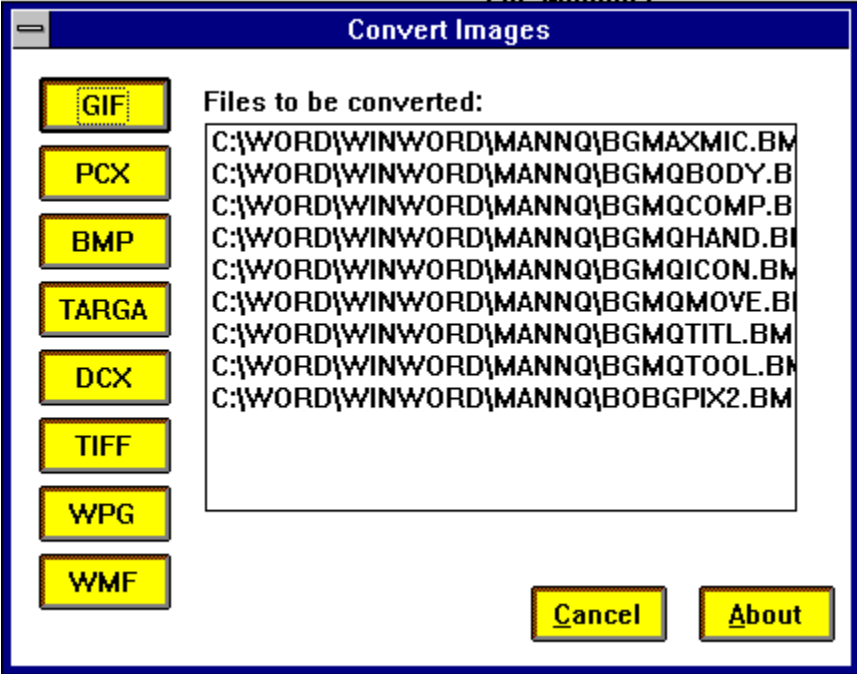 Convert Images
GIF
PCX
BMP
TARGA
DCX
TIFF
WPG
WMF
Files to be converted:
C:\WORD\WINWORD\MANNQ\BGMAXMIC.BM
C:\WORD\WINWORD\MANNQ\BGMQBODY.B
C:\WORD\WINWORD\MANNQ\BGMQCOMP.B
C:\WORD\WINWORD\MANNQ\BGMQHAND.B
C:\WORD\WINWORD\MANNQ\BGMQICON.BM
C:\WORD\WINWORD\MANNQ\BGMQMOVE.B
C:\WORD\WINWORD\MANNQ\BGMQTITL.BM
C:\WORD\WINWORD\MANNQ\BGMQTOOL.BM
C:\WORD\WINWORD\MANNQ\BOBGPIX2.BM
Cancel
About